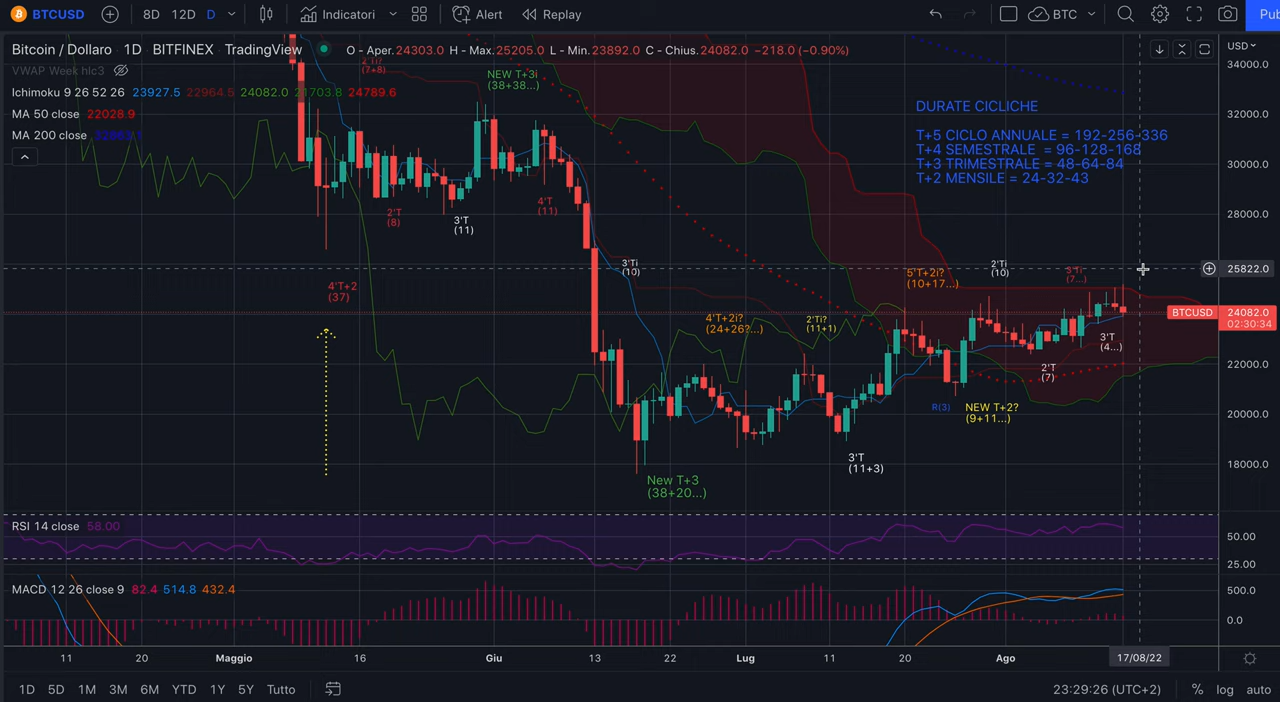 BTCUSD 8D 12D D Indicatori Alert Replay BTC Pub
Bitcoin / Dollaro 1D BITFINEX TradingView O - Aper.24303.0 H - Max.25205.0 L - Min.23892.0 C - Chius.24082.0 −218.0 (−0.90%)
USD
VWAP Week hlc3
Ichimoku 9 26 52 26 23927.5 22964.5 24082.0 21703.8 24789.6
MA 50 close 22028.9
MA 200 close
(7+8)
NEW T+3i
(38+38...)
DURATE CICLICHE
T+5 CICLO ANNUALE = 192-256-336
T+4 SEMESTRALE = 96-128-168
T+3 TRIMESTRALE = 48-64-84
T+2 MENSILE = 24-32-43
2'T
(8)
3'T
(11)
4'T
(11)
3'Ti
(10)
4'T+2
(37)
4'T+2i?
(24+26?...)
2'Ti?
(11+1)
5'T+2i?
(10+17...)
2'Ti
(10)
3'Ti
(7...)
3'T
(4...)
2'T
(7)
R(3)
NEW T+2?
(9+11...)
3'T
(11+3)
New T+3
(38+20...)
34000.0
32000.0
30000.0
28000.0
25822.0
BTCUSD 24082.0
02:30:34
22000.0
20000.0
18000.0
RSI 14 close 58.00
50.00
25.00
MACD 12 26 close 9 82.4 514.8 432.4
500.0
0.0
11 20 Maggio 16 Giu 13 22 Lug 11 20 Ago 17/08/22
1D 5D 1M 3M 6M YTD 1Y 5Y Tutto 23:29:26 (UTC+2) % log auto